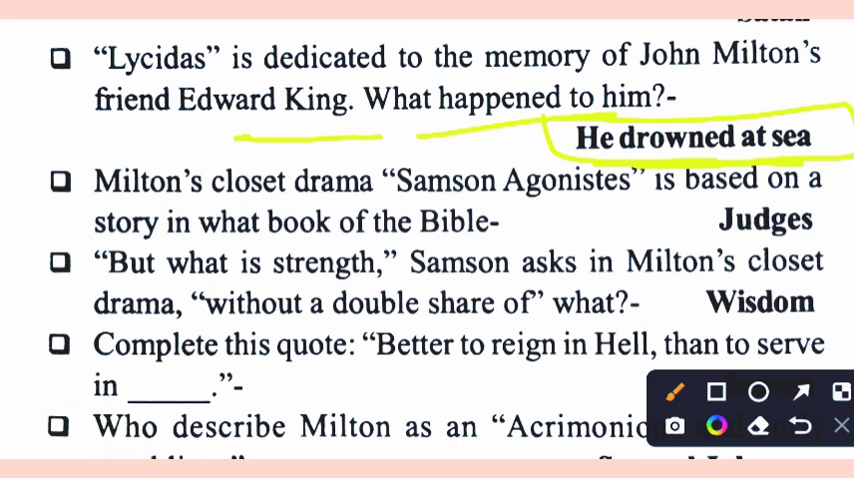 ❑ “Lycidas” is dedicated to the memory of John Milton’s
friend Edward King. What happened to him?-
He drowned at sea
❑ Milton’s closet drama “Samson Agonistes” is based on a
story in what book of the Bible- Judges
❑ “But what is strength,” Samson asks in Milton’s closet
drama, “without a double share of” what?- Wisdom
❑ Complete this quote: “Better to reign in Hell, than to serve
in ______.”-
❑ Who describe Milton as an